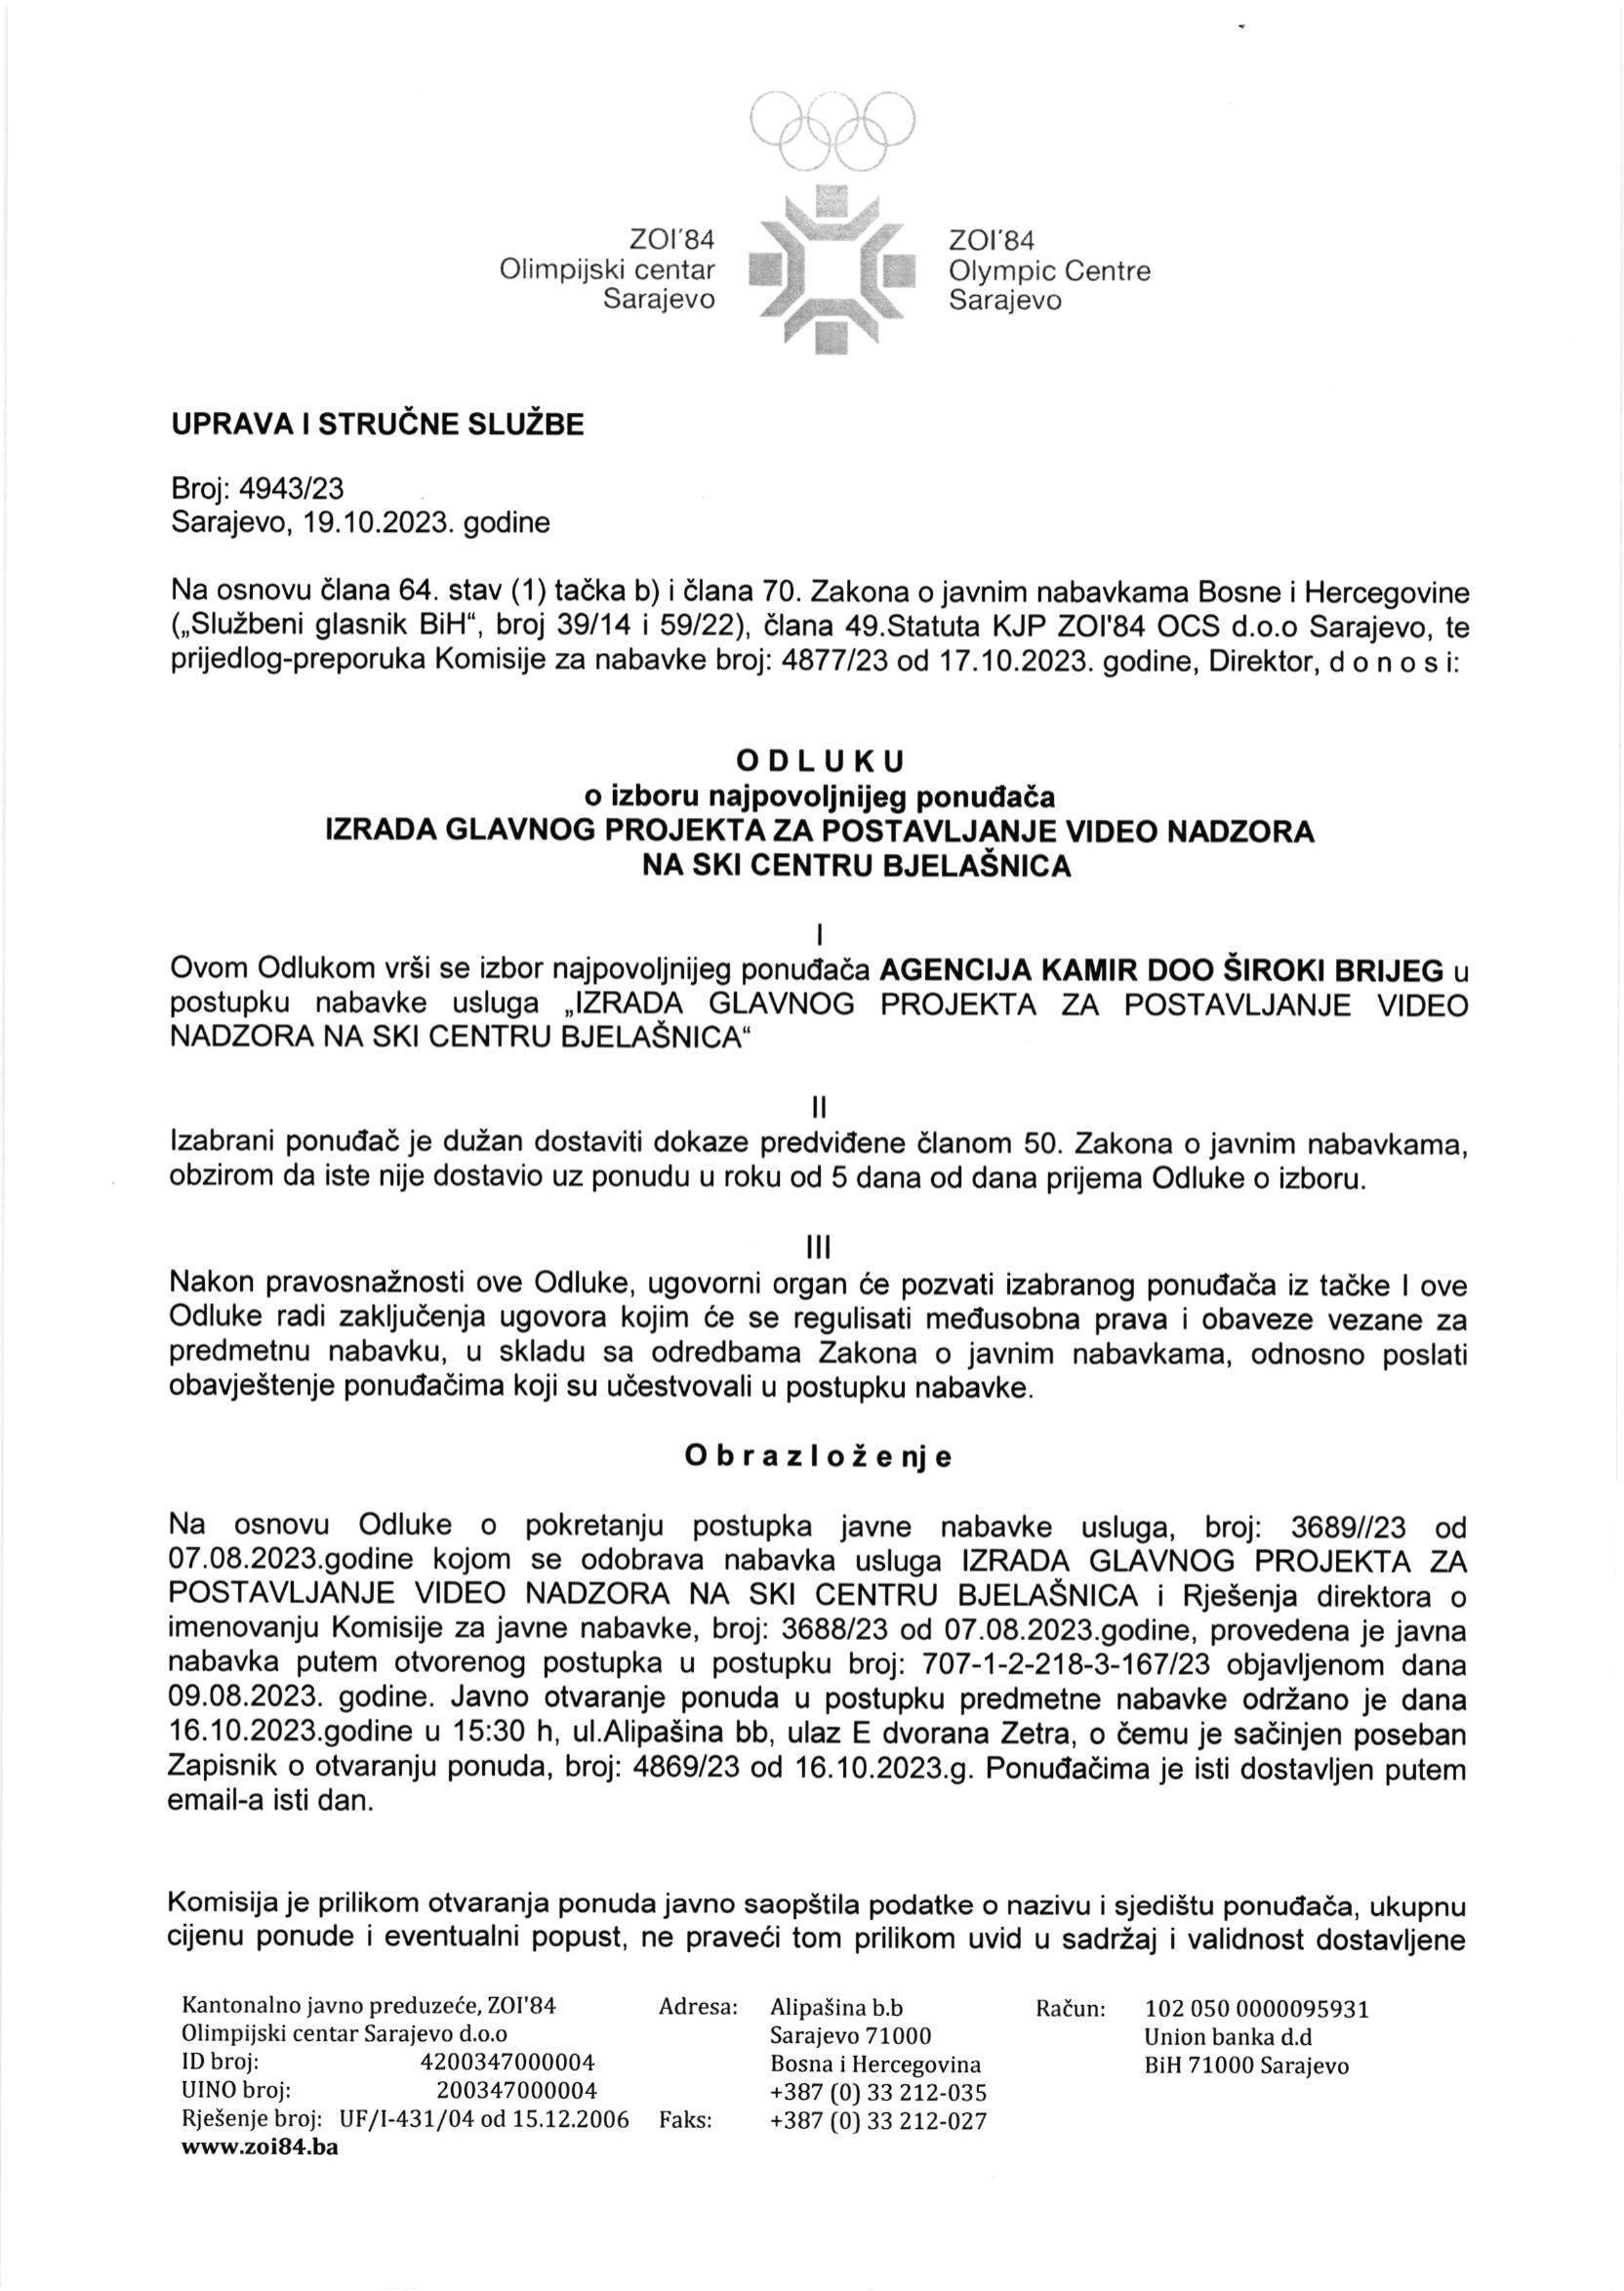 ZOI'84
Olimpijski centar
Sarajevo
ZOI'84
Olympic Centre
Sarajevo
UPRAVA I STRUČNE SLUŽBE
Broj: 4943/23
Sarajevo, 19.10.2023. godine
Na osnovu člana 64. stav (1) tačka b) i člana 70. Zakona o javnim nabavkama Bosne i Hercegovine
(„Službeni glasnik BiH“, broj 39/14 i 59/22), člana 49.Statuta KJP ZOI'84 OCS d.o.o Sarajevo, te
prijedlog-preporuka Komisije za nabavke broj: 4877/23 od 17.10.2023. godine, Direktor, d o n o s i:
O D L U K U
o izboru najpovoljnijeg ponuđača
IZRADA GLAVNOG PROJEKTA ZA POSTAVLJANJE VIDEO NADZORA
NA SKI CENTRU BJELAŠNICA
I
Ovom Odlukom vrši se izbor najpovoljnijeg ponuđača AGENCIJA KAMIR DOO ŠIROKI BRIJEG u
postupku nabavke usluga „IZRADA GLAVNOG PROJEKTA ZA POSTAVLJANJE VIDEO
NADZORA NA SKI CENTRU BJELAŠNICA“
II
Izabrani ponuđač je dužan dostaviti dokaze predviđene članom 50. Zakona o javnim nabavkama,
obzirom da iste nije dostavio uz ponudu u roku od 5 dana od dana prijema Odluke o izboru.
III
Nakon pravosnažnosti ove Odluke, ugovorni organ će pozvati izabranog ponuđača iz tačke I ove
Odluke radi zaključenja ugovora kojim će se regulisati međusobna prava i obaveze vezane za
predmetnu nabavku, u skladu sa odredbama Zakona o javnim nabavkama, odnosno poslati
obavještenje ponuđačima koji su učestvovali u postupku nabavke.
O b r a z l o ž e nj e
Na osnovu Odluke o pokretanju postupka javne nabavke usluga, broj: 3689//23 od
07.08.2023.godine kojom se odobrava nabavka usluga IZRADA GLAVNOG PROJEKTA ZA
POSTAVLJANJE VIDEO NADZORA NA SKI CENTRU BJELAŠNICA i Rješenja direktora o
imenovanju Komisije za javne nabavke, broj: 3688/23 od 07.08.2023.godine, provedena je javna
nabavka putem otvorenog postupka u postupku broj: 707-1-2-218-3-167/23 objavljenom dana
09.08.2023. godine. Javno otvaranje ponuda u postupku predmetne nabavke održano je dana
16.10.2023.godine u 15:30 h, ul.Alipašina bb, ulaz E dvorana Zetra, o čemu je sačinjen poseban
Zapisnik o otvaranju ponuda, broj: 4869/23 od 16.10.2023.g. Ponuđačima je isti dostavljen putem
email-a isti dan.
Komisija je prilikom otvaranja ponuda javno saopštila podatke o nazivu i sjedištu ponuđača, ukupnu
cijenu ponude i eventualni popust, ne praveći tom prilikom uvid u sadržaj i validnost dostavljene
Kantonalno javno preduzeće, ZOI'84 Adresa: Alipašina b.b Račun: 102 050 0000095931
Olimpijski centar Sarajevo d.o.o Sarajevo 71000 Union banka d.d
ID broj: 4200347000004 Bosna i Hercegovina BiH 71000 Sarajevo
UINO broj: 200347000004 +387 (0) 33 212-035
Rješenje broj: UF/I-431/04 od 15.12.2006 Faks: +387 (0) 33 212-027
www.zoi84.ba